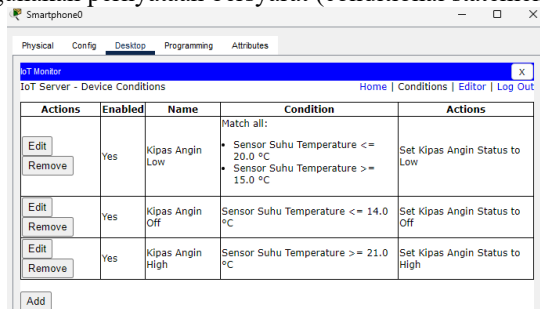 pernyataan bersyarat (conditional
Smartphone0
Physical Config Desktop Programming Attributes
IoT Monitor X
IoT Server - Device Conditions Home | Conditions | Editor | Log Out
Actions Enabled Name Condition Actions
Edit
Remove
Yes
Kipas Angin
Low
Match all:
• Sensor Suhu Temperature <=
20.0 °C
• Sensor Suhu Temperature >=
15.0 °C
Set Kipas Angin Status to
Low
Edit
Remove
Yes
Kipas Angin
Off
Sensor Suhu Temperature <= 14.0
°C
Set Kipas Angin Status to
Off
Edit
Remove
Yes
Kipas Angin
High
Sensor Suhu Temperature >= 21.0
°C
Set Kipas Angin Status to
High
Add